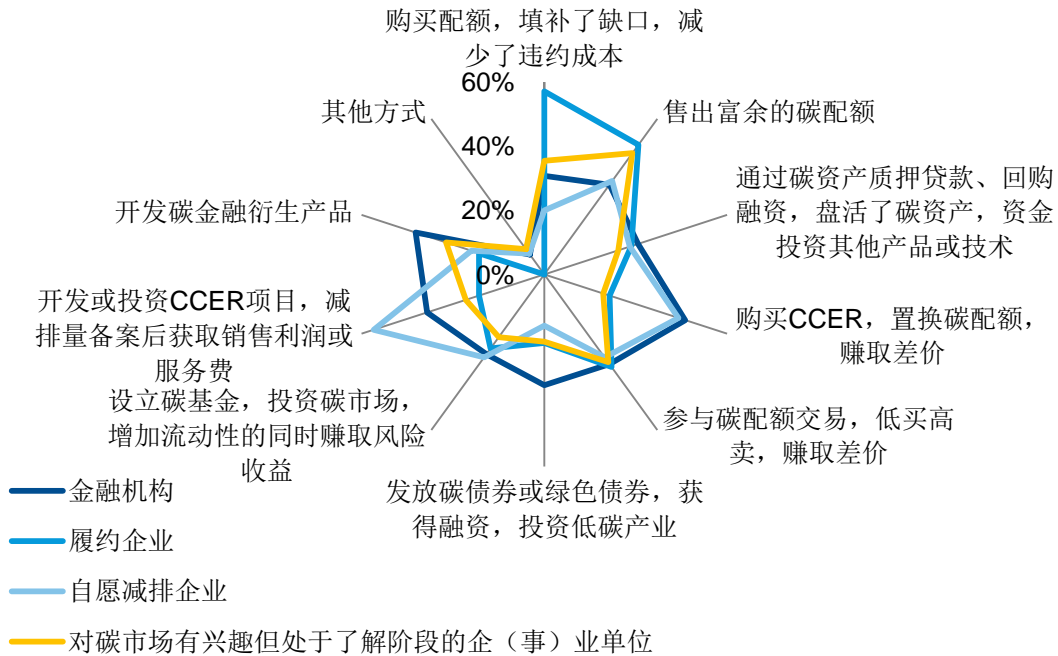 购买配额，填补了缺口，减
少了违约成本
60%
40%
20%
0%
其他方式
售出富余的碳配额
开发碳金融衍生产品
通过碳资产质押贷款、回购
融资，盘活了碳资产，资金
投资其他产品或技术
开发或投资CCER项目，减
排量备案后获取销售利润或
服务费
购买CCER，置换碳配额，
赚取差价
设立碳基金，投资碳市场，
增加流动性的同时赚取风险
收益
参与碳配额交易，低买高
卖，赚取差价
发放碳债券或绿色债券，获
得融资，投资低碳产业
金融机构
履约企业
自愿减排企业
对碳市场有兴趣但处于了解阶段的企（事）业单位